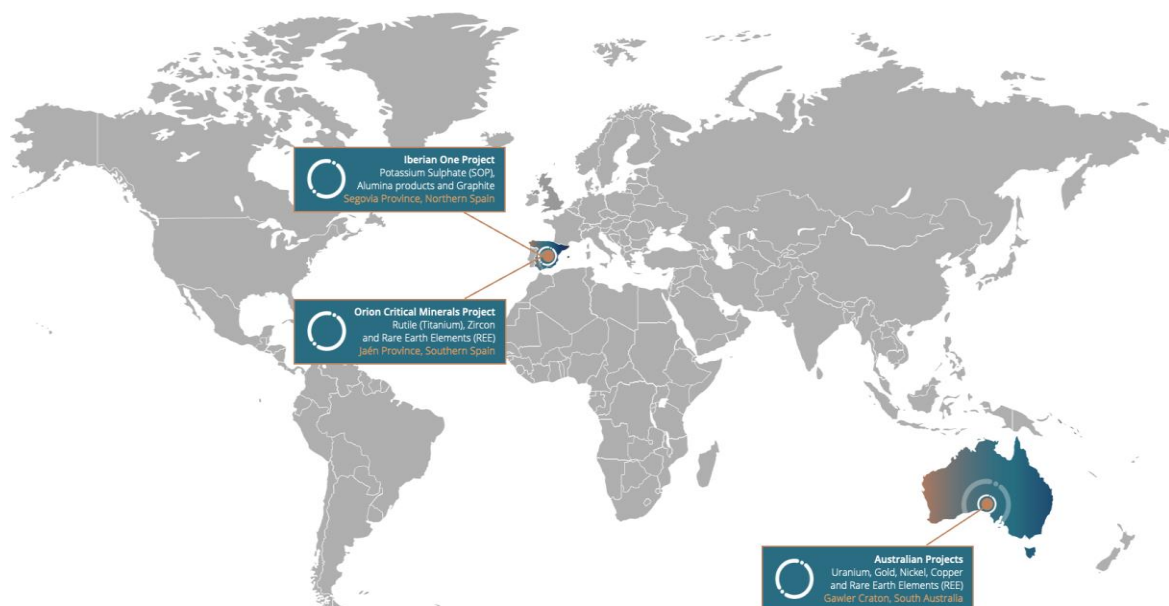 Iberian One Project
Potassium Sulphate (SOP),
Alumina products and Graphite
Segovia Province, Northern Spain
Orion Critical Minerals Project
Rutile (Titanium), Zircon
and Rare Earth Elements (REE)
Jaén Province, Southern Spain
Australian Projects
Uranium, Gold, Nickel, Copper
and Rare Earth Elements (REE)
Gawler Craton, South Australia